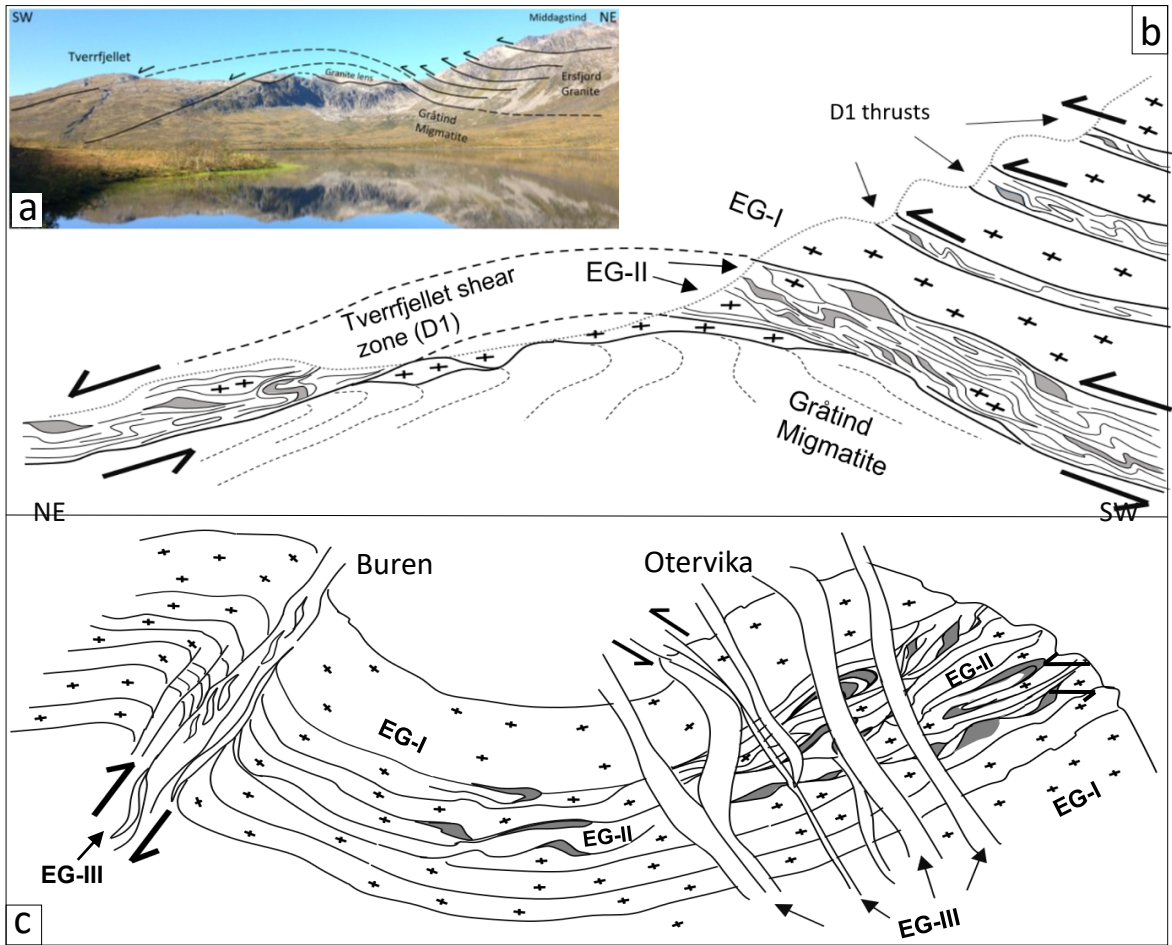 SW
Middagstind
NE
Tverrfjellet
Granite lens
Ersfjord
Granite
Gråtind
Migmatite
a
b
D1 thrusts
EG-I
EG-II
Tverrfjellet shear
zone (D1)
Gråtind
Migmatite
NE
SW
Buren
Otervika
EG-I
EG-II
EG-II
EG-I
EG-III
EG-III
c